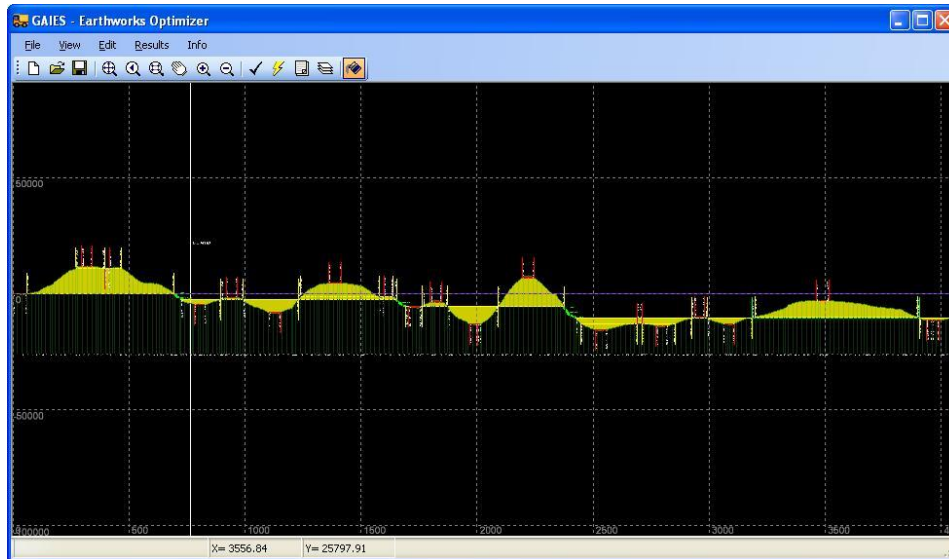 GAIES - Earthworks Optimizer
File View Edit Results Info
50000
0
-50000
-100000
500 1000 1500 2000 2500 3000 3500
X= 3556.84 Y= 25797.91